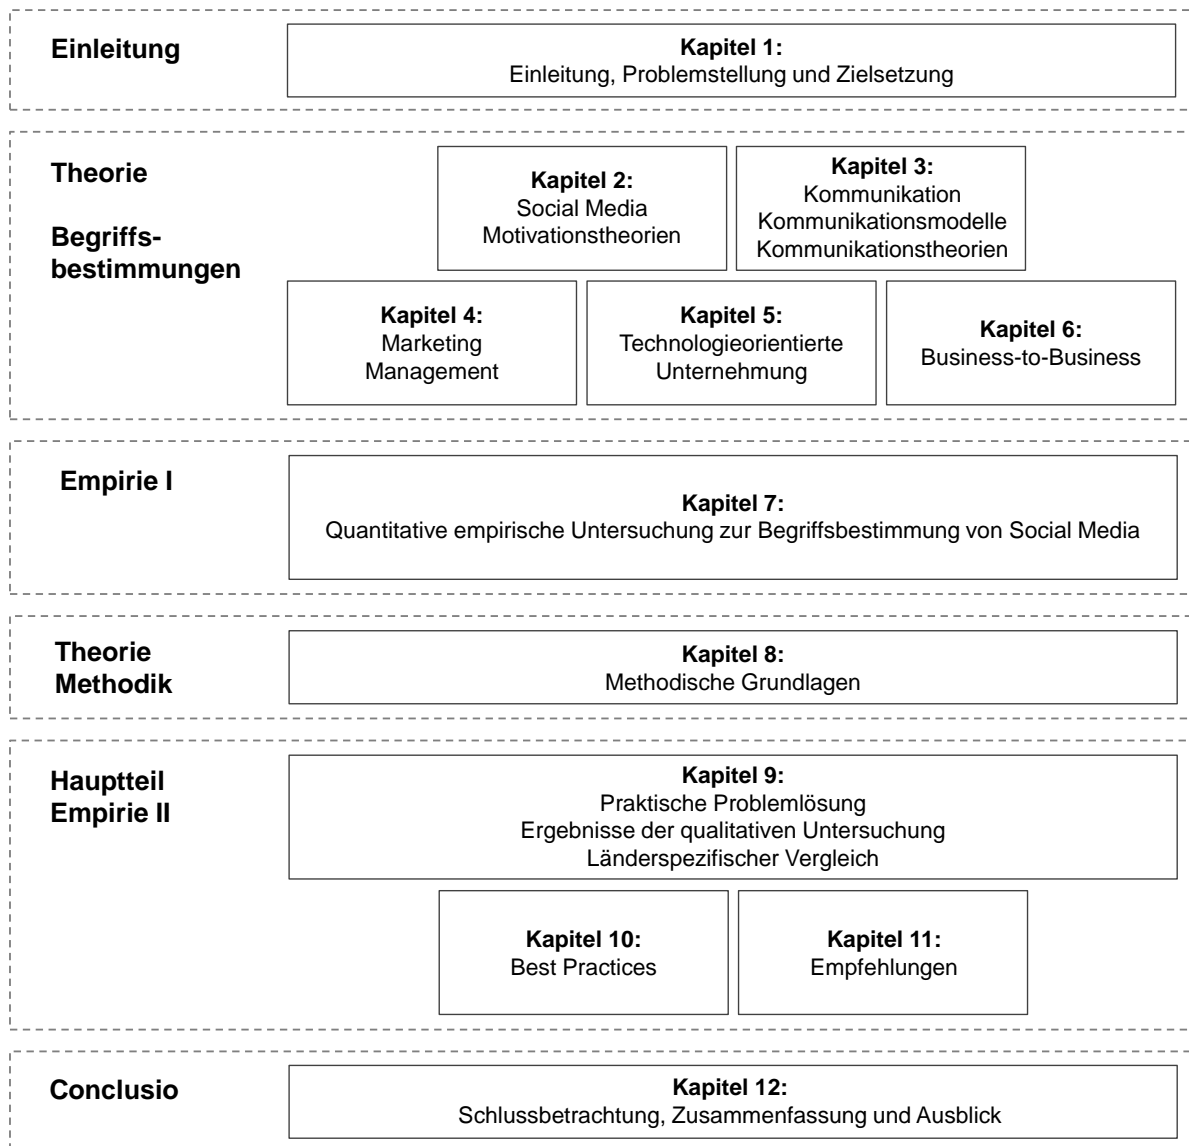 Einleitung
Kapitel 1:
Einleitung, Problemstellung und Zielsetzung
Theorie
Begriffs-
bestimmungen
Kapitel 2:
Social Media
Motivationstheorien
Kapitel 3:
Kommunikation
Kommunikationsmodelle
Kommunikationstheorien
Kapitel 4:
Marketing
Management
Kapitel 5:
Technologieorientierte
Unternehmung
Kapitel 6:
Business-to-Business
Empirie I
Kapitel 7:
Quantitative empirische Untersuchung zur Begriffsbestimmung von Social Media
Theorie
Methodik
Kapitel 8:
Methodische Grundlagen
Hauptteil
Empirie II
Kapitel 9:
Praktische Problemlösung
Ergebnisse der qualitativen Untersuchung
Länderspezifischer Vergleich
Kapitel 10:
Best Practices
Kapitel 11:
Empfehlungen
Conclusio
Kapitel 12:
Schlussbetrachtung, Zusammenfassung und Ausblick